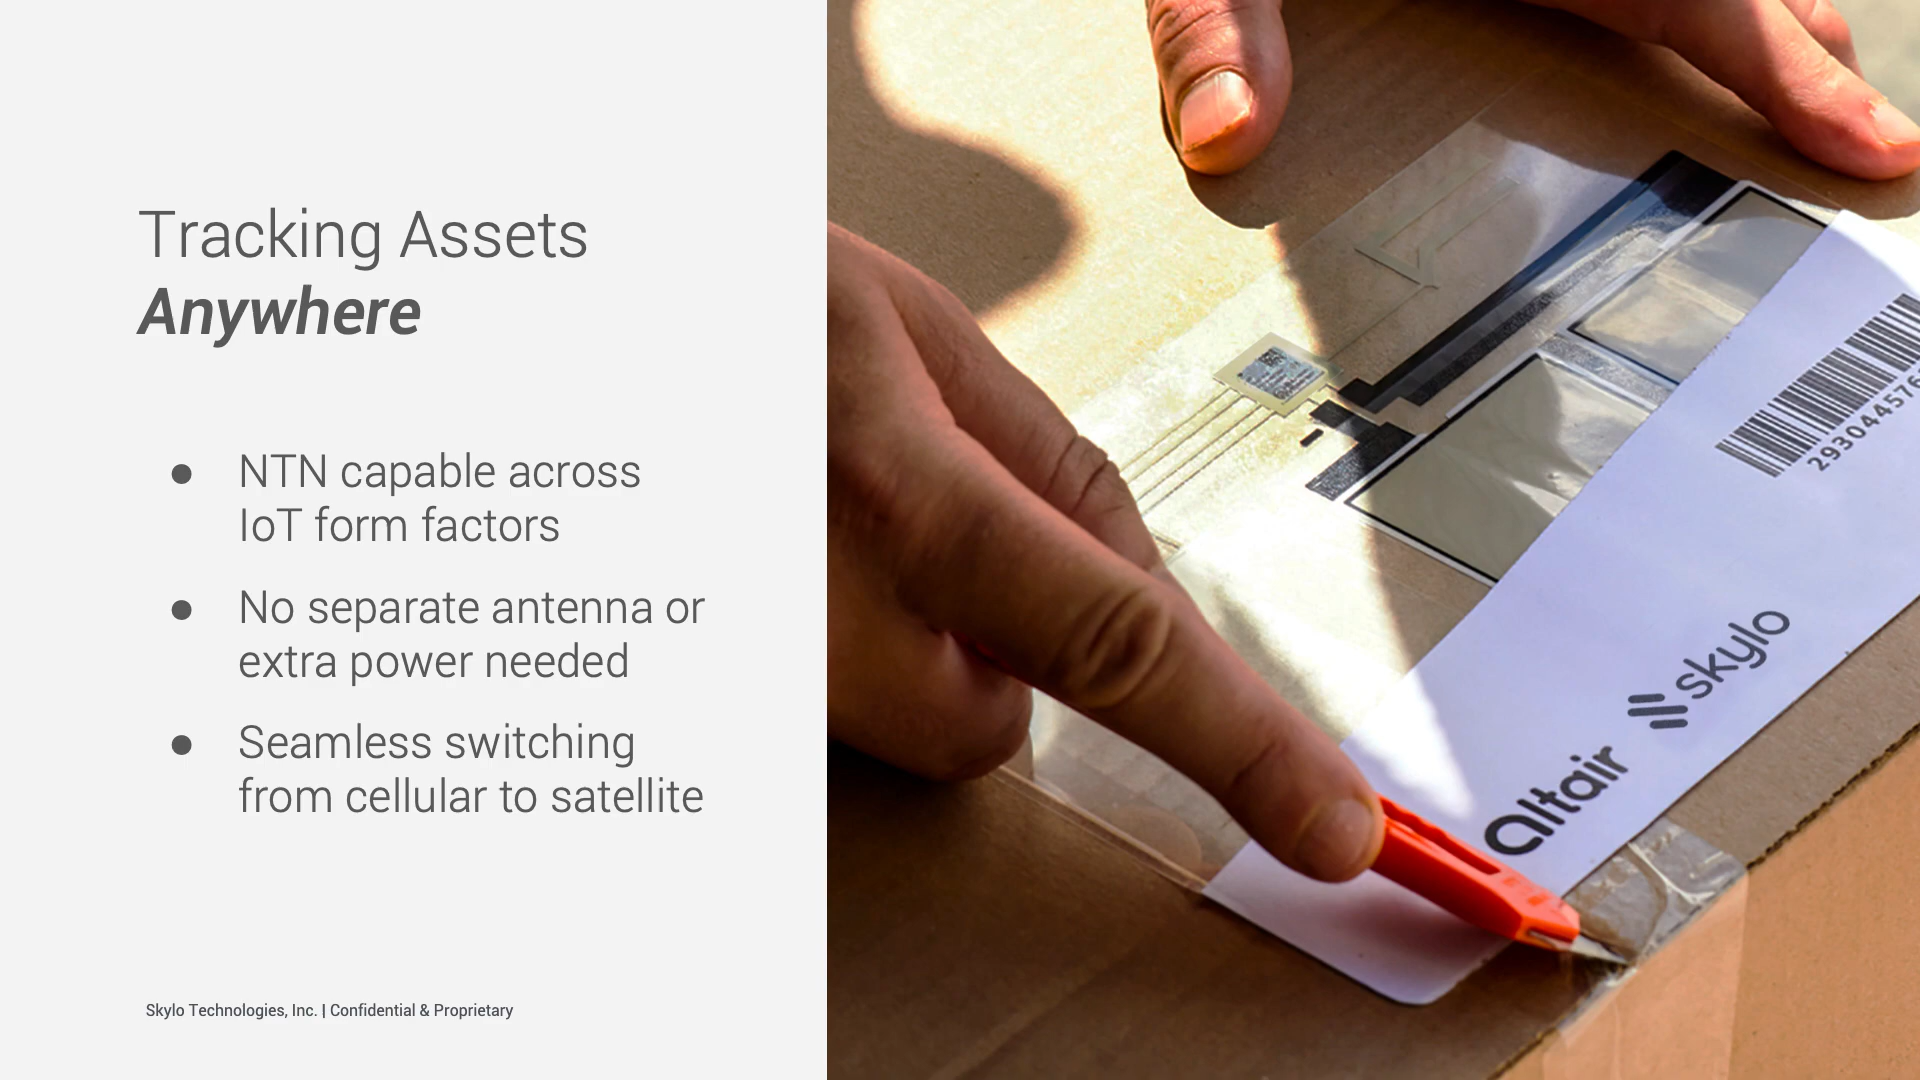 Tracking Assets
Anywhere
● NTN capable across
IoT form factors
● No separate antenna or
extra power needed
● Seamless switching
from cellular to satellite
Skylo Technologies, Inc. | Confidential & Proprietary
skylo
altair